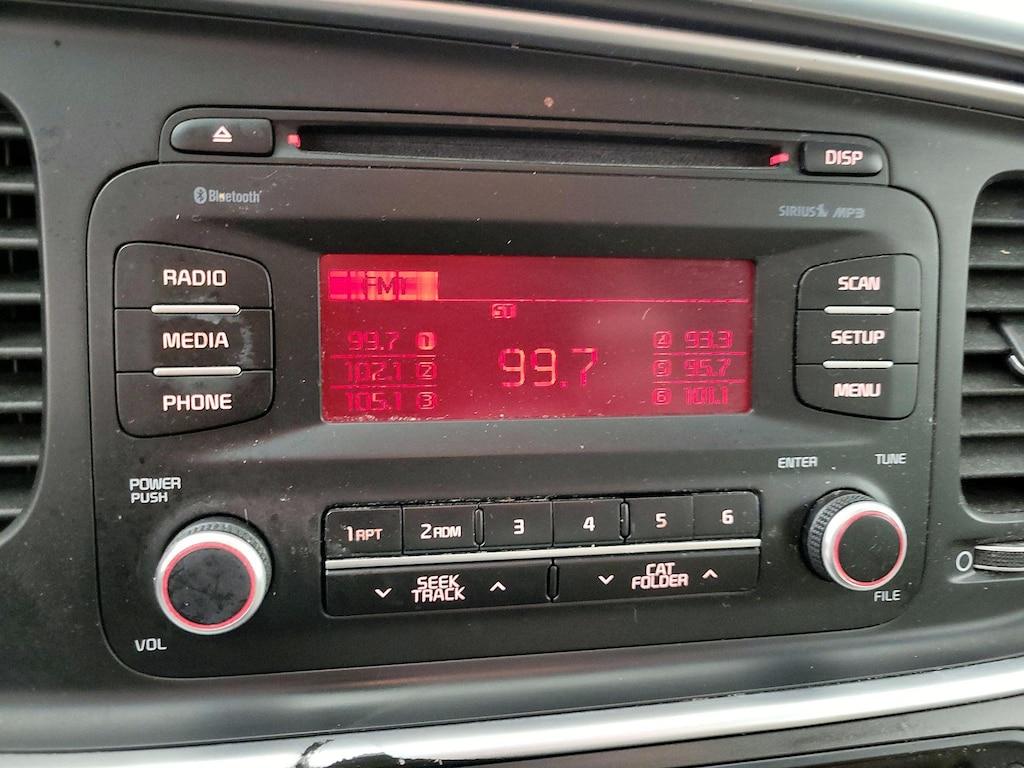 DISP
Bluetooth
SIRIUS MP3
RADIO
MEDIA
PHONE
FM1
ST
99.7 1
102.1 2
105.1 3
99.7
4 93.3
5 95.7
6 101.1
SCAN
SETUP
MENU
POWER
PUSH
VOL
1 RPT
2 RDM
3
4
5
6
SEEK
TRACK
CAT
FOLDER
ENTER
TUNE
FILE